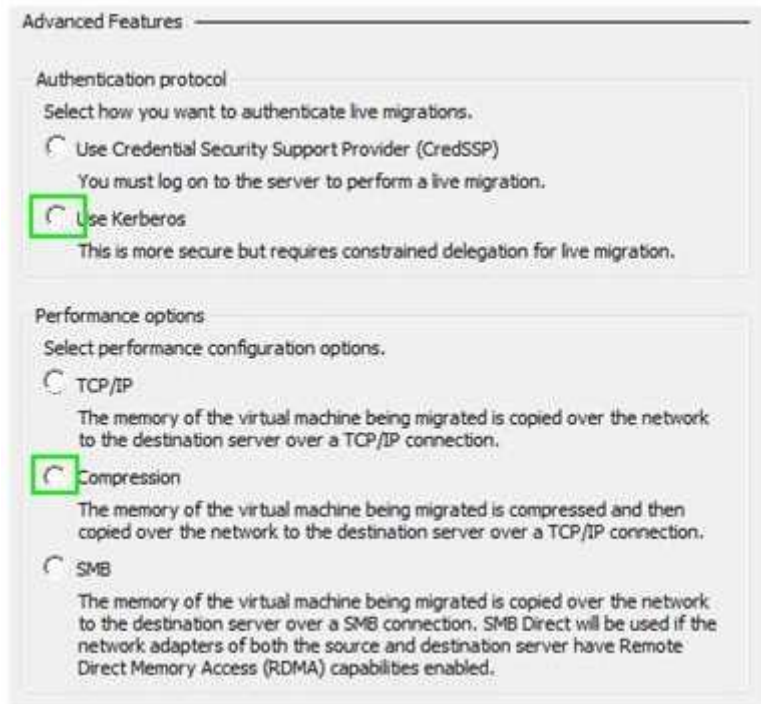 Advanced Features
Authentication protocol
Select how you want to authenticate live migrations.
Use Credential Security Support Provider (CredSSP)
You must log on to the server to perform a live migration.
Use Kerberos
This is more secure but requires constrained delegation for live migration.
Performance options
Select performance configuration options.
TCP/IP
The memory of the virtual machine being migrated is copied over the network
to the destination server over a TCP/IP connection.
Compression
The memory of the virtual machine being migrated is compressed and then
copied over the network to the destination server over a TCP/IP connection.
SMB
The memory of the virtual machine being migrated is copied over the network
to the destination server over a SMB connection. SMB Direct will be used if the
network adapters of both the source and destination server have Remote
Direct Memory Access (RDMA) capabilities enabled.